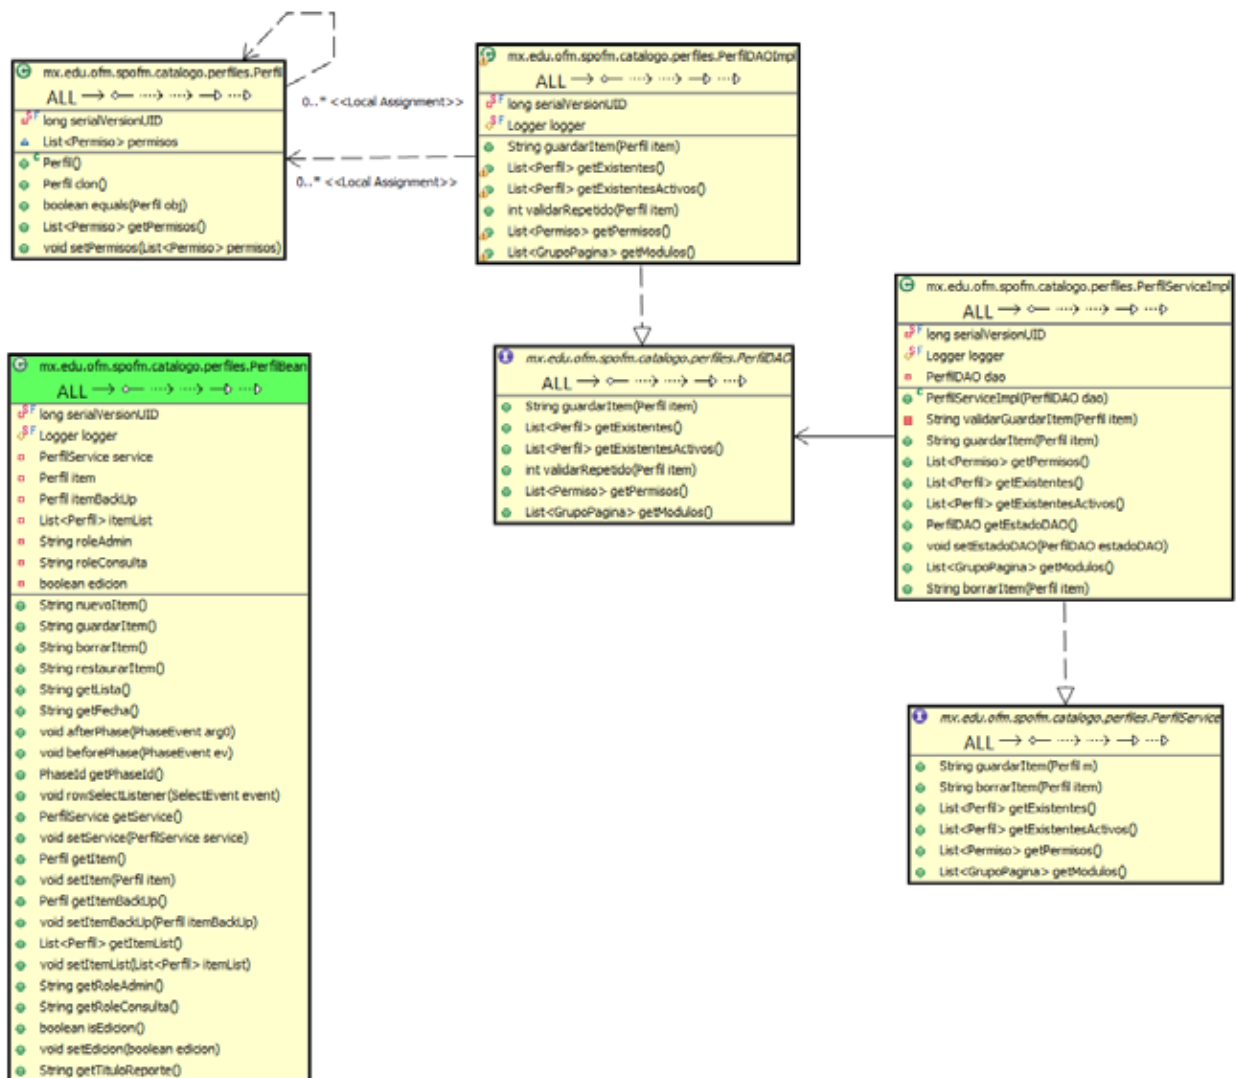 mx.edu.ofm.spofm.catalogo.perfiles.Perfil
ALL
long serialVersionUID
List<Permiso> permisos
Perfil()
Perfil clon()
boolean equals(Perfil obj)
List<Permiso> getPermisos()
void setPermisos(List<Permiso> permisos)
0..* <<Local Assignment>>
0..* <<Local Assignment>>
mx.edu.ofm.spofm.catalogo.perfiles.PerfilDAOImpl
ALL
long serialVersionUID
Logger logger
String guardarItem(Perfil item)
List<Perfil> getExistentes()
List<Perfil> getExistentesActivos()
int validarRepetido(Perfil item)
List<Permiso> getPermisos()
List<GrupoPagina> getModulos()
mx.edu.ofm.spofm.catalogo.perfiles.PerfilDAO
ALL
String guardarItem(Perfil item)
List<Perfil> getExistentes()
List<Perfil> getExistentesActivos()
int validarRepetido(Perfil item)
List<Permiso> getPermisos()
List<GrupoPagina> getModulos()
mx.edu.ofm.spofm.catalogo.perfiles.PerfilServiceImpl
ALL
long serialVersionUID
Logger logger
PerfilDAO dao
PerfilServiceImpl(PerfilDAO dao)
String validarGuardarItem(Perfil item)
String guardarItem(Perfil item)
List<Permiso> getPermisos()
List<Perfil> getExistentes()
List<Perfil> getExistentesActivos()
PerfilDAO getEstadoDAO()
void setEstadoDAO(PerfilDAO estadoDAO)
List<GrupoPagina> getModulos()
String borrarItem(Perfil item)
mx.edu.ofm.spofm.catalogo.perfiles.PerfilService
ALL
String guardarItem(Perfil m)
String borrarItem(Perfil item)
List<Perfil> getExistentes()
List<Perfil> getExistentesActivos()
List<Permiso> getPermisos()
List<GrupoPagina> getModulos()
mx.edu.ofm.spofm.catalogo.perfiles.PerfilBean
ALL
long serialVersionUID
Logger logger
PerfilService service
Perfil item
Perfil itemBackUp
List<Perfil> itemList
String roleAdmin
String roleConsulta
boolean edicion
String nuevoItem()
String guardarItem()
String borrarItem()
String restaurarItem()
String getLista()
String getFecha()
void afterPhase(PhaseEvent arg0)
void beforePhase(PhaseEvent ev)
PhaseId getPhaseId()
void rowSelectListener(SelectEvent event)
PerfilService getService()
void setService(PerfilService service)
Perfil getItem()
void setItem(Perfil item)
Perfil getItemBackUp()
void setItemBackUp(Perfil itemBackUp)
List<Perfil> getItemList()
void setItemList(List<Perfil> itemList)
String getRoleAdmin()
String getRoleConsulta()
boolean isEdicion()
void setEdicion(boolean edicion)
String getTituloReporte()